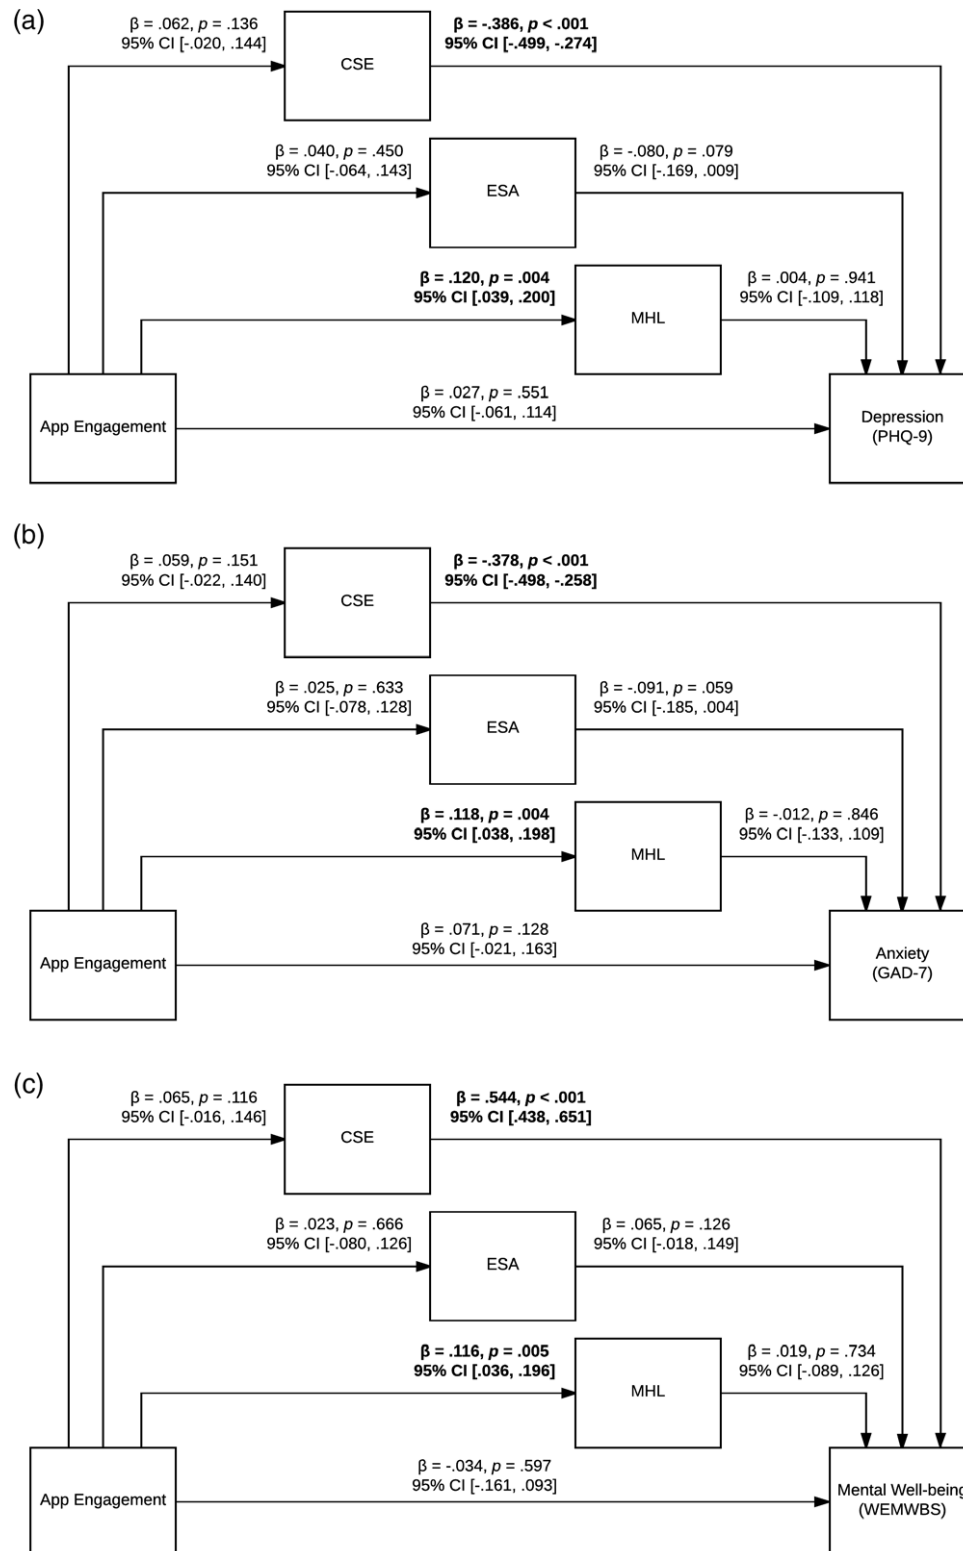 (a)
β = .062, p = .136
95% CI [-.020, .144]
CSE
β = -.386, p < .001
95% CI [-.499, -.274]
β = .040, p = .450
95% CI [-.064, .143]
ESA
β = -.080, p = .079
95% CI [-.169, .009]
β = .120, p = .004
95% CI [.039, .200]
MHL
β = .004, p = .941
95% CI [-.109, .118]
App Engagement
β = .027, p = .551
95% CI [-.061, .114]
Depression
(PHQ-9)
(b)
β = .059, p = .151
95% CI [-.022, .140]
CSE
β = -.378, p < .001
95% CI [-.498, -.258]
β = .025, p = .633
95% CI [-.078, .128]
ESA
β = -.091, p = .059
95% CI [-.185, .004]
β = .118, p = .004
95% CI [.038, .198]
MHL
β = -.012, p = .846
95% CI [-.133, .109]
App Engagement
β = .071, p = .128
95% CI [-.021, .163]
Anxiety
(GAD-7)
(c)
β = .065, p = .116
95% CI [-.016, .146]
CSE
β = .544, p < .001
95% CI [.438, .651]
β = .023, p = .666
95% CI [-.080, .126]
ESA
β = .065, p = .126
95% CI [-.018, .149]
β = .116, p = .005
95% CI [.036, .196]
MHL
β = .019, p = .734
95% CI [-.089, .126]
App Engagement
β = -.034, p = .597
95% CI [-.161, .093]
Mental Well-being
(WEMWBS)